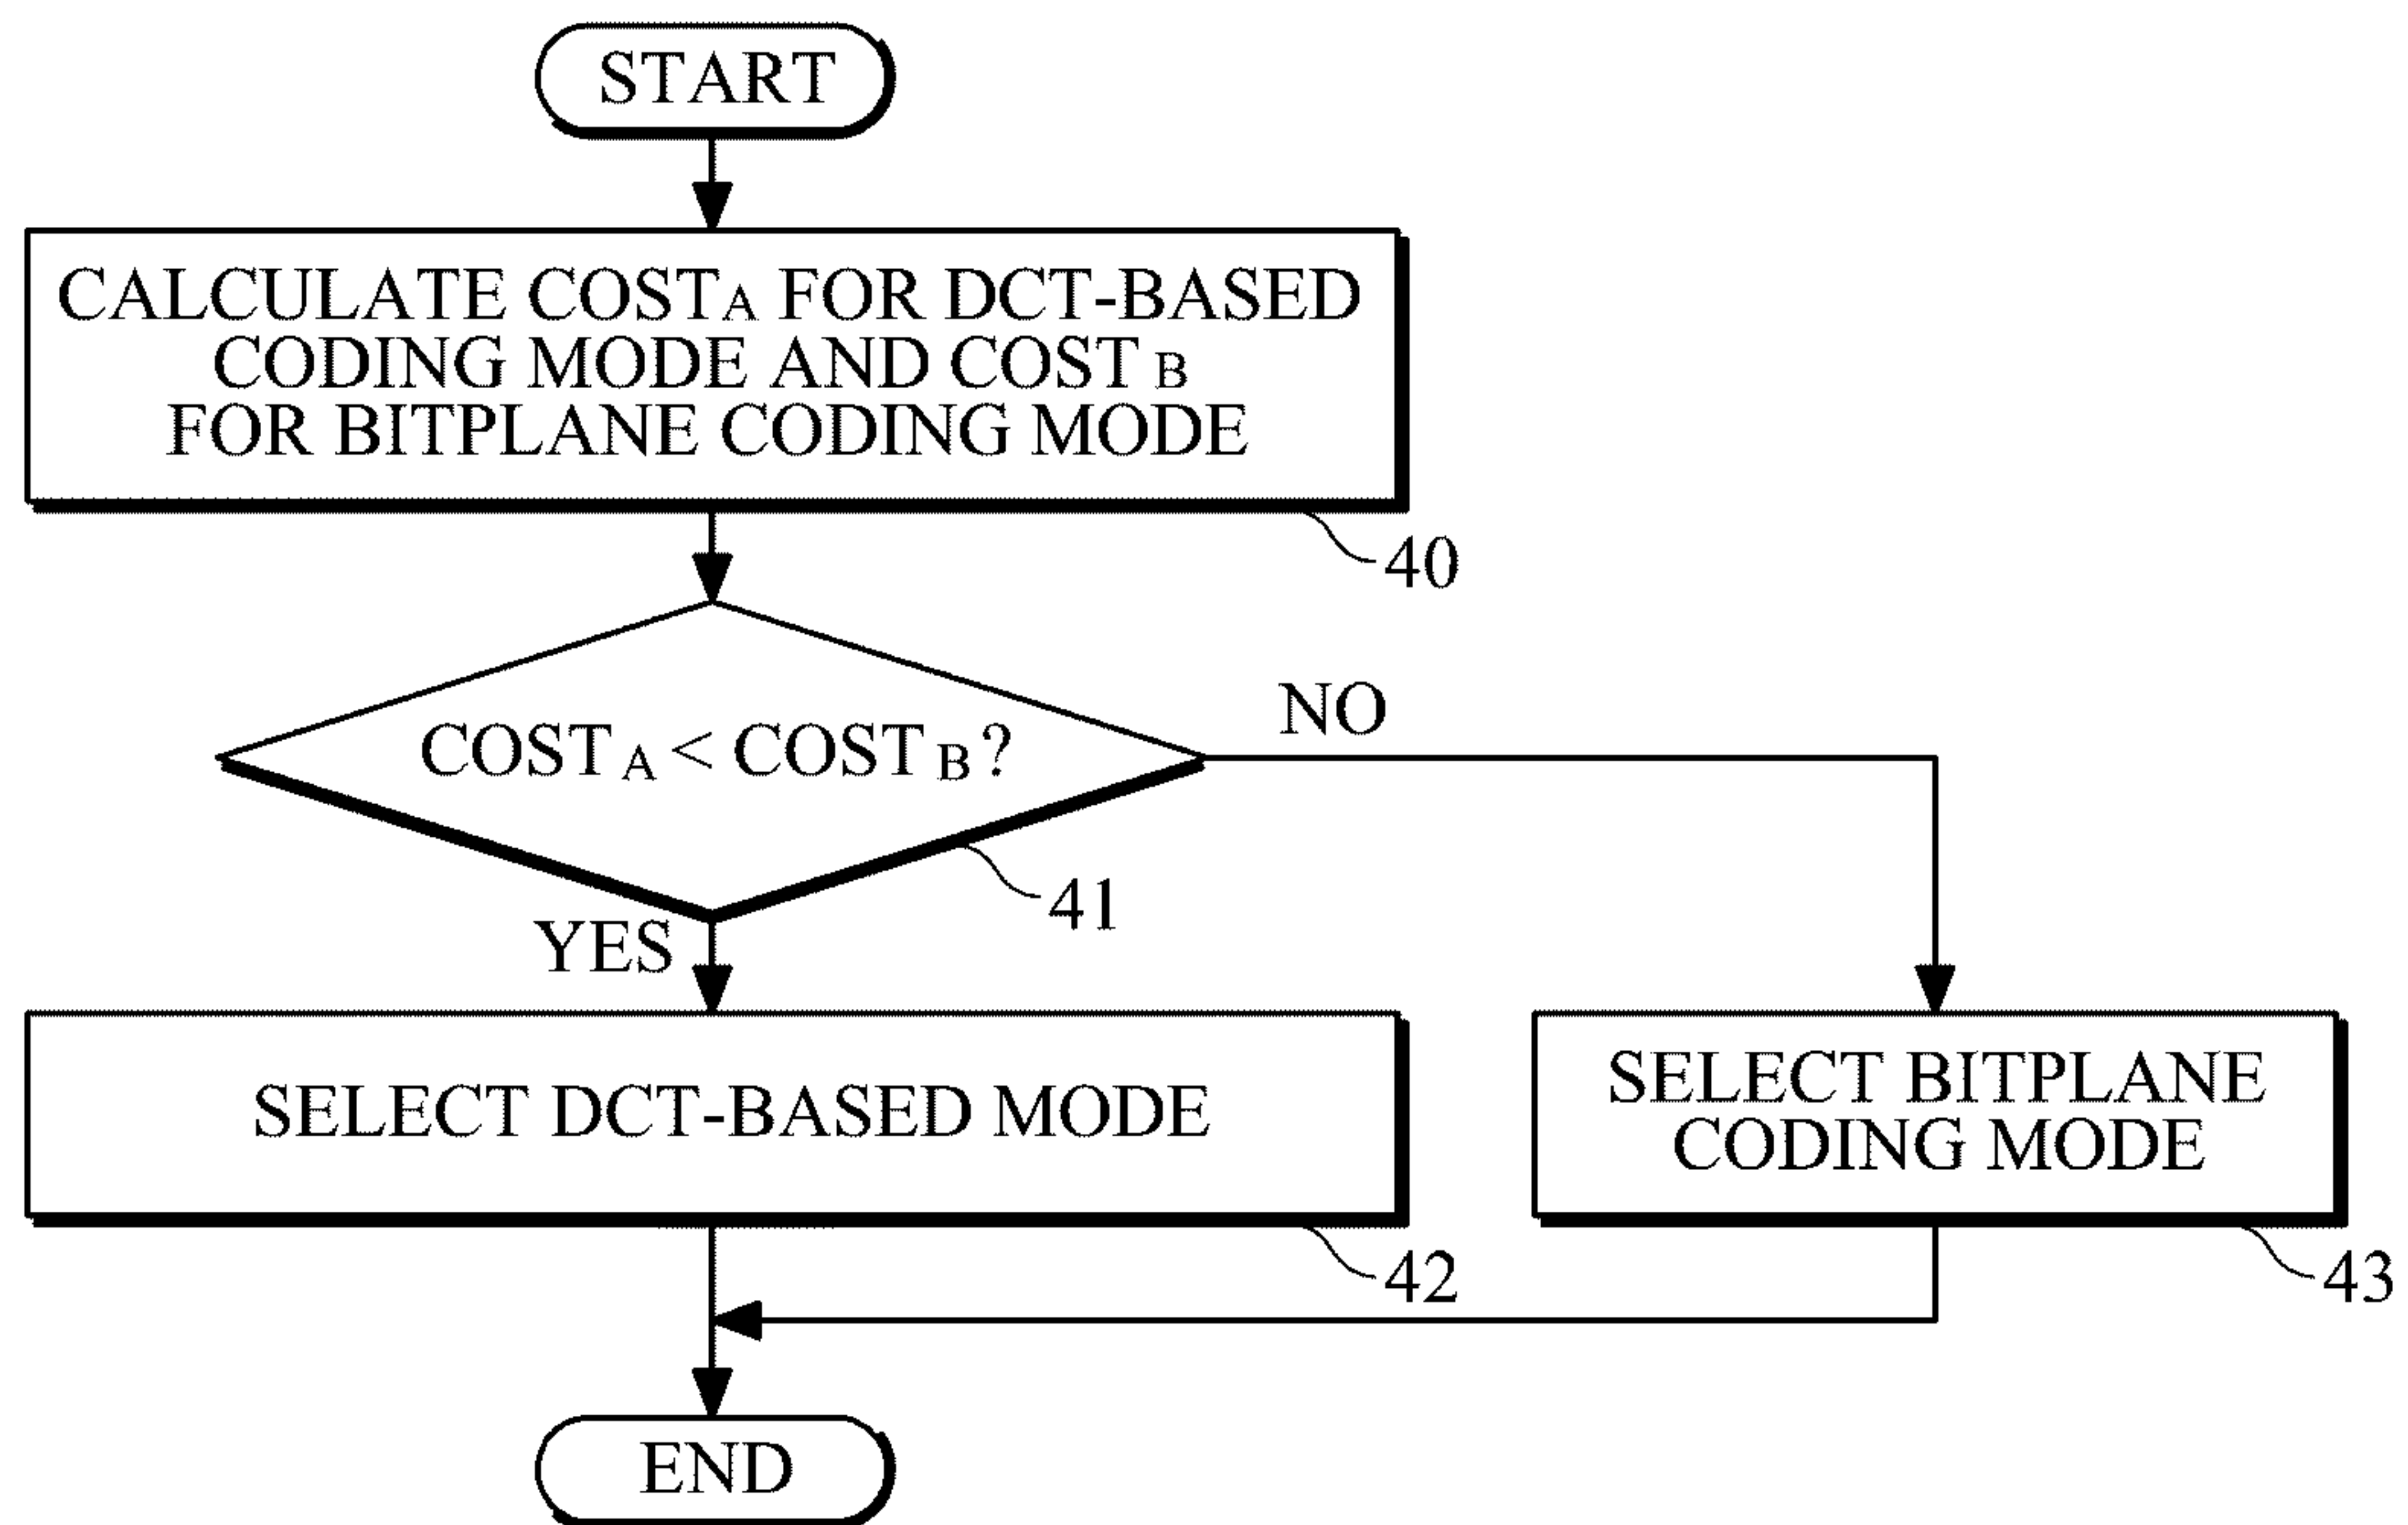 START
CALCULATE COSTA FOR DCT-BASED
CODING MODE AND COST B
FOR BITPLANE CODING MODE
40
COST A < COST B ?
NO
41
YES
SELECT DCT-BASED MODE
42
SELECT BITPLANE
CODING MODE
43
END